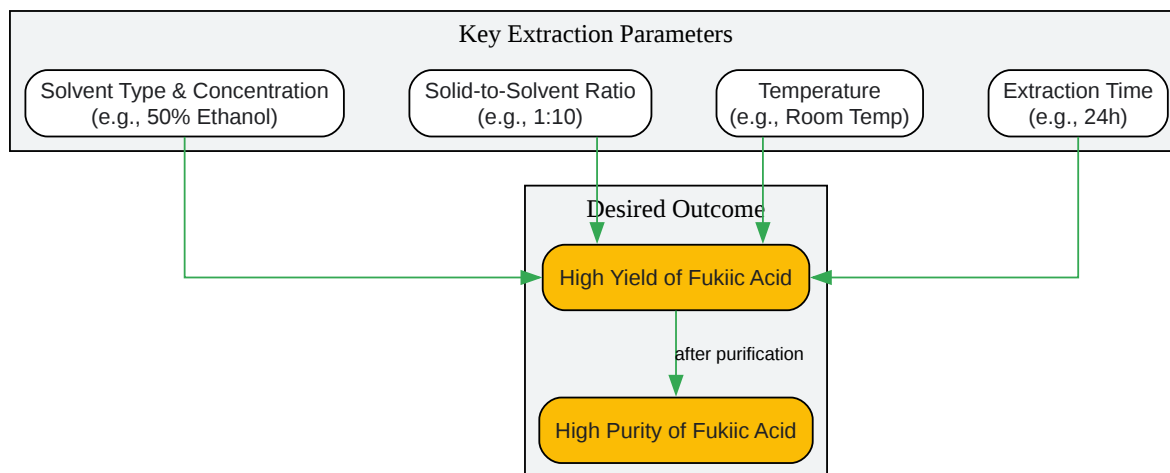 Key Extraction Parameters
Solvent Type & Concentration
(e.g., 50% Ethanol)
Solid-to-Solvent Ratio
(e.g., 1:10)
Temperature
(e.g., Room Temp)
Extraction Time
(e.g., 24h)
Desired Outcome
High Yield of Fukiic Acid
after purification
High Purity of Fukiic Acid